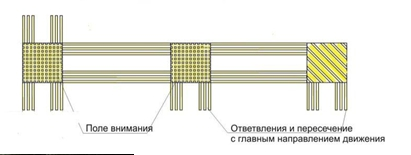 Поле внимания
Ответвления и пересечение
с главным направлением движения